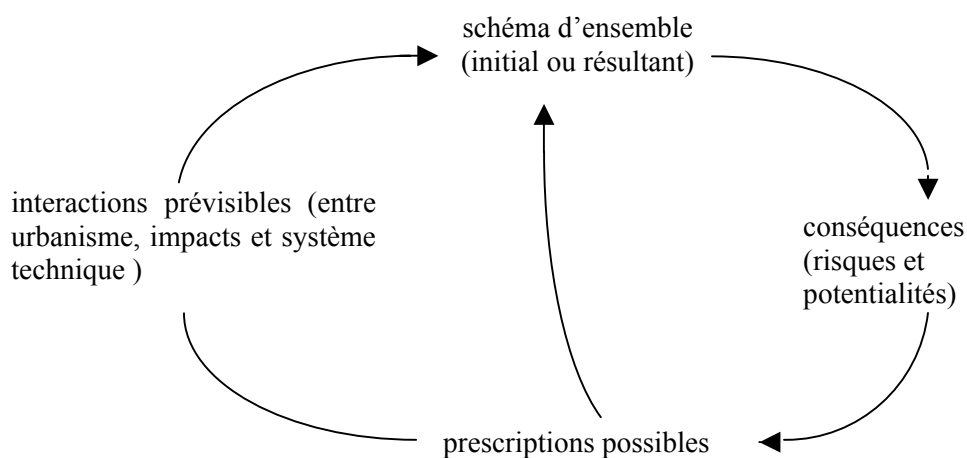 schéma d’ensemble
(initial ou résultant)
interactions prévisibles (entre
urbanisme, impacts et système
technique )
conséquences
(risques et
potentialités)
prescriptions possibles